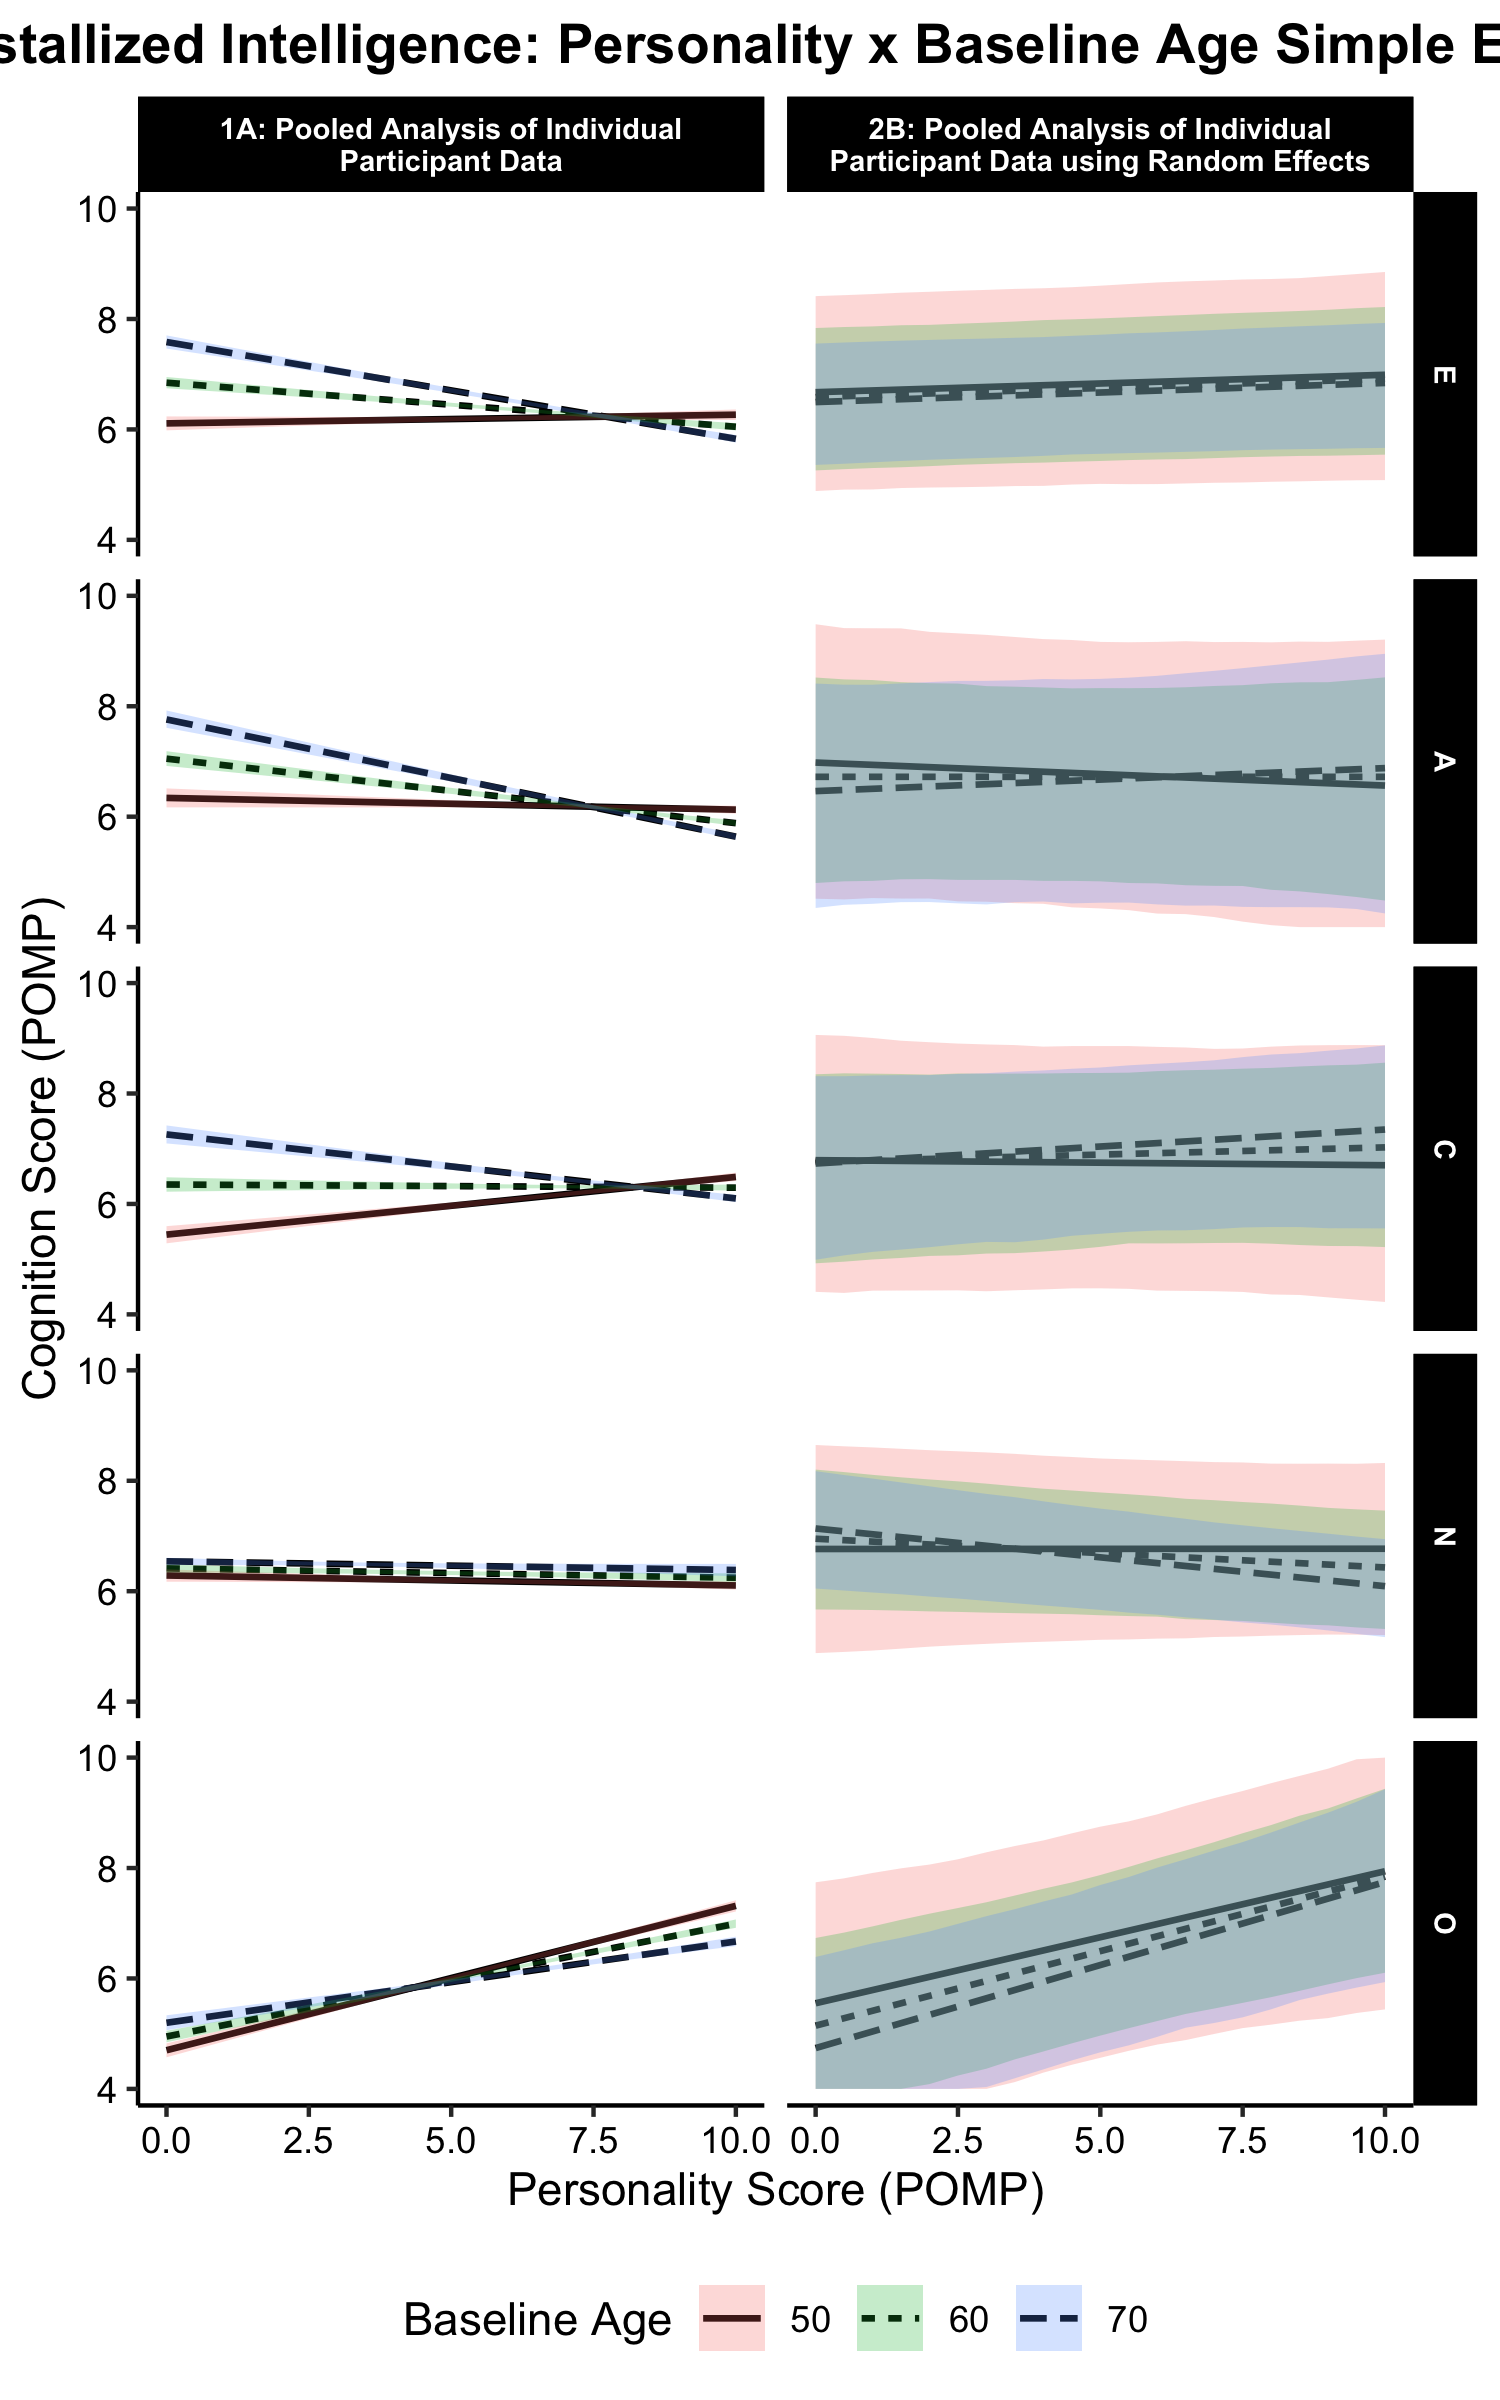 stallized Intelligence: Personality x Baseline Age Simple E
1A: Pooled Analysis of Individual
Participant Data
2B: Pooled Analysis of Individual
Participant Data using Random Effects
10
8
6
4
E
10
8
6
4
A
10
8
6
4
C
10
8
6
4
N
10
8
6
4
O
Cognition Score (POMP)
0.0 2.5 5.0 7.5 10.0 0.0 2.5 5.0 7.5 10.0
Personality Score (POMP)
Baseline Age 50 60 70